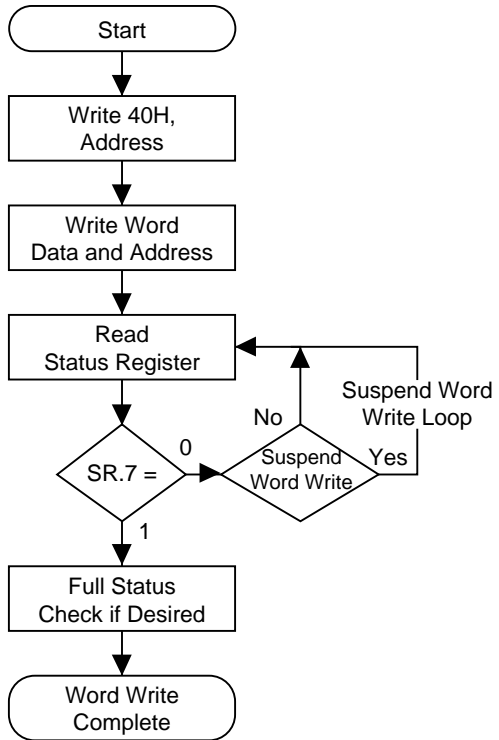 Start
Write 40H,
Address
Write Word
Data and Address
Read
Status Register
Suspend Word
Write Loop
No
Yes
0
SR.7 =
Suspend
Word Write
1
Full Status
Check if Desired
Word Write
Complete